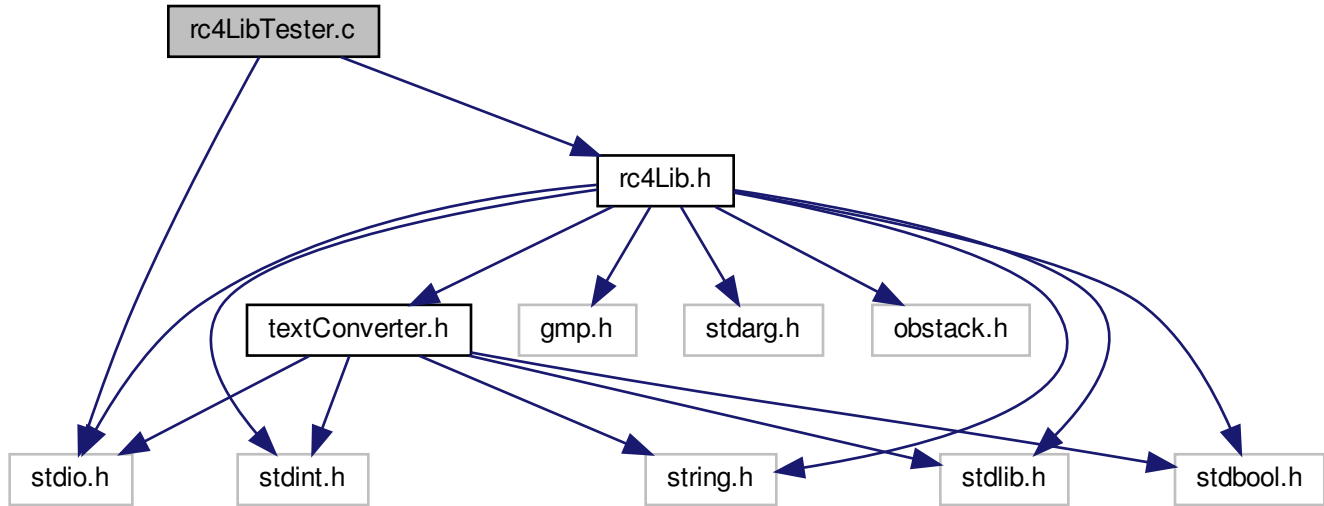 rc4LibTester.c
rc4Lib.h
textConverter.h
gmp.h
stdarg.h
obstack.h
stdio.h
stdint.h
string.h
stdlib.h
stdbool.h